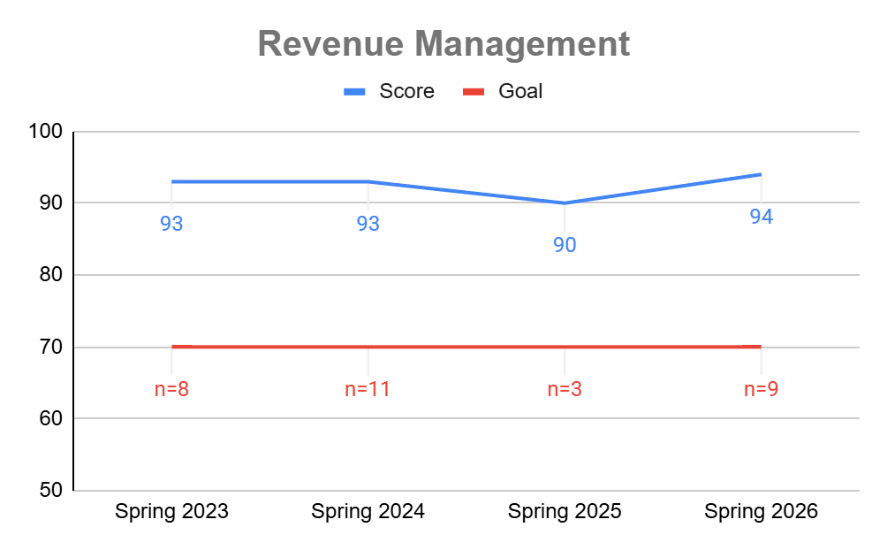 Revenue Management
Score Goal
100
90
80
70
60
50
93 93 90 94
n=8 n=11 n=3 n=9
Spring 2023 Spring 2024 Spring 2025 Spring 2026